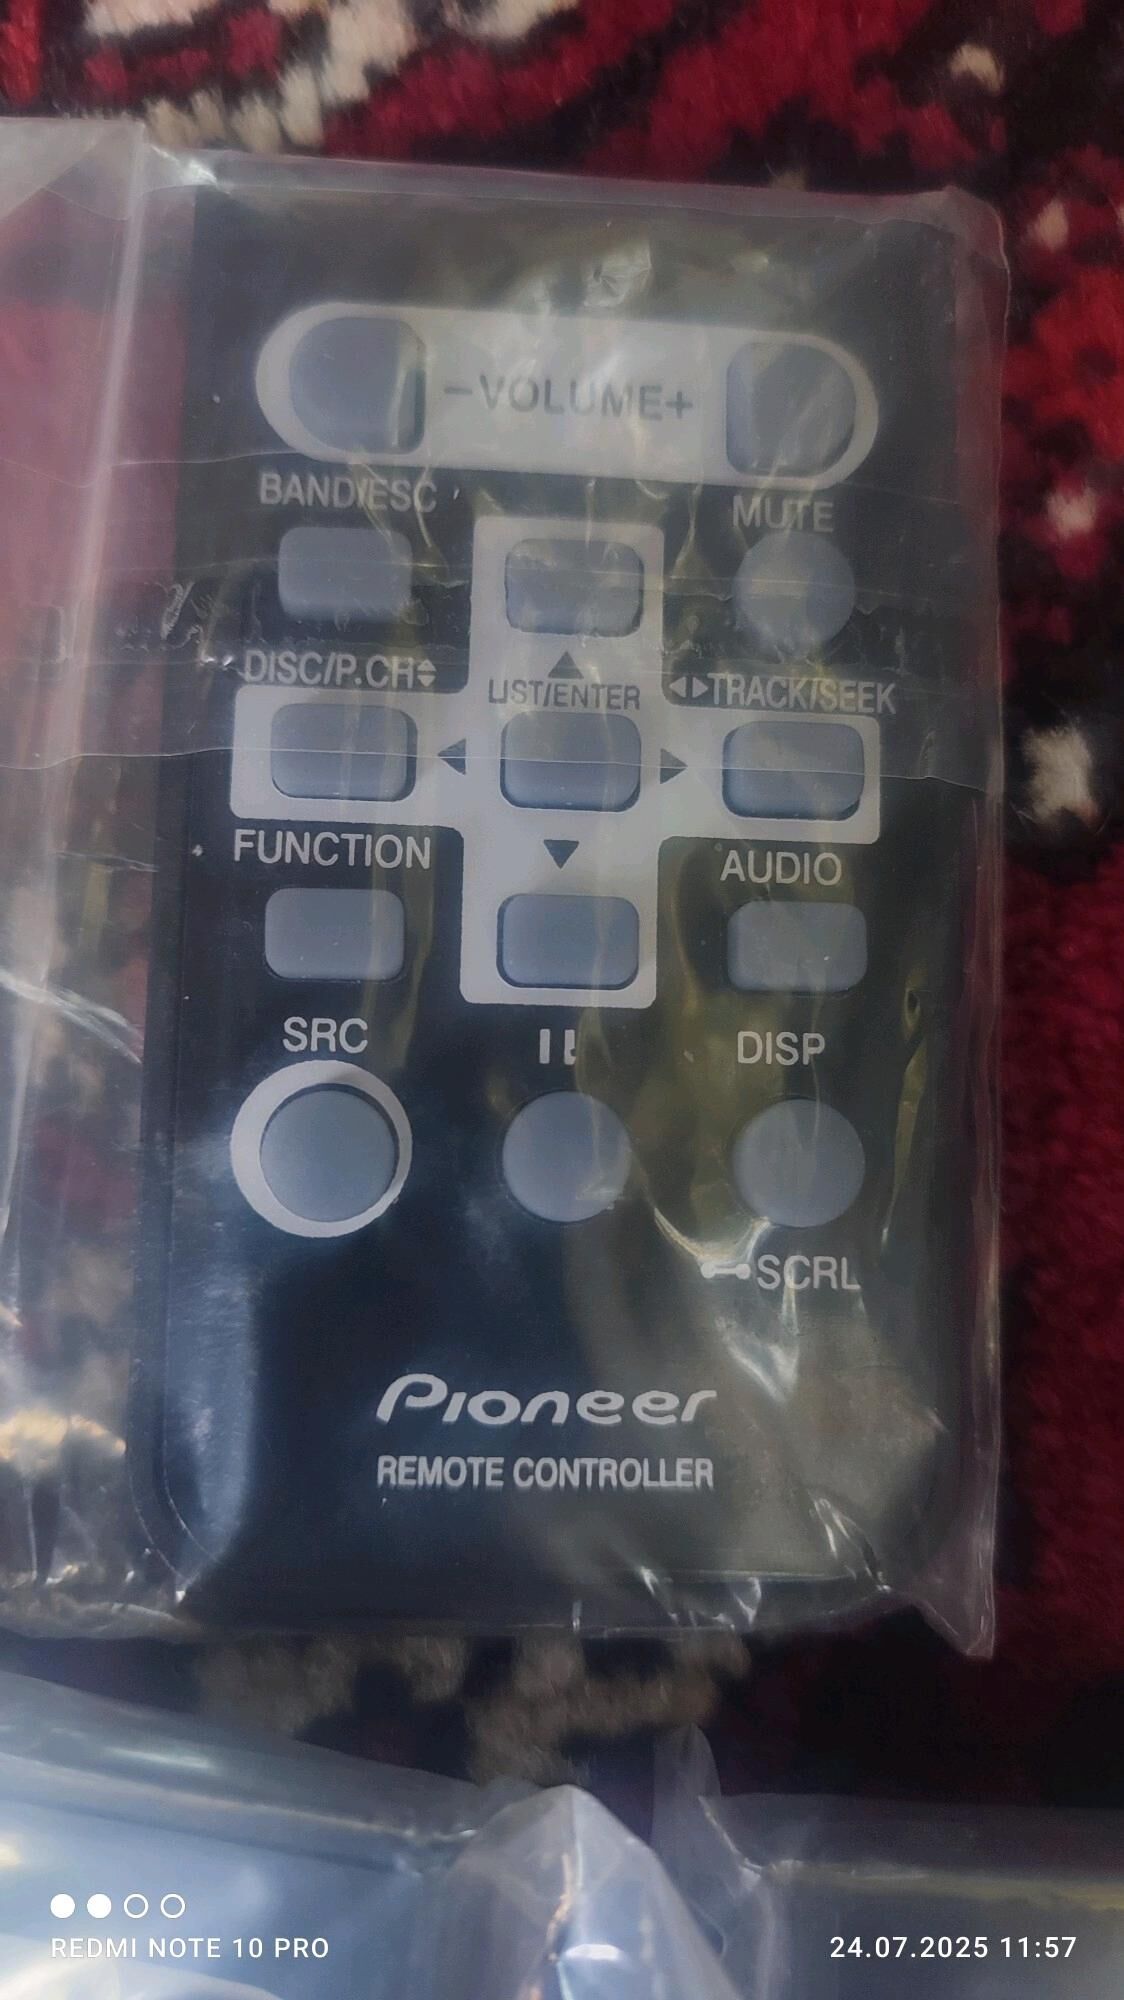 −VOLUME+
BAND/ESC
MUTE
DISC/P.CH
LIST/ENTER
TRACK/SEEK
FUNCTION
AUDIO
SRC
DISP
SCRL
Pioneer
REMOTE CONTROLLER
REDMI NOTE 10 PRO
24.07.2025 11:57